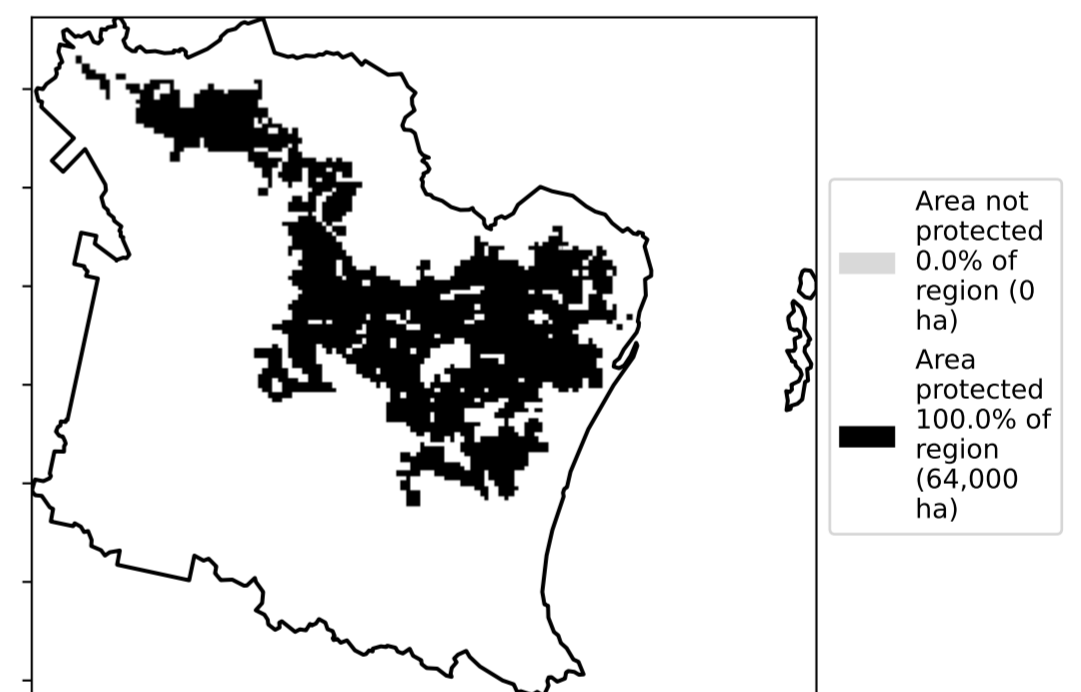 Area not
protected
0.0% of
region (0
ha)
Area
protected
100.0% of
region
(64,000
ha)